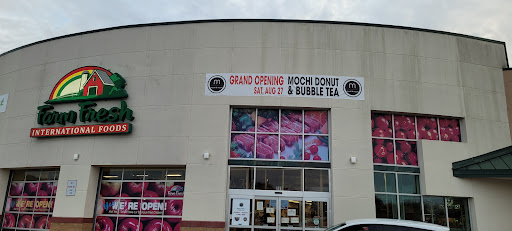 GRAND OPENING MOCHI DONUT
SAT, AUG 27 & BUBBLE TEA
m
Farm Fresh
INTERNATIONAL FOODS
WE'RE OPEN!
WE'RE OPEN!